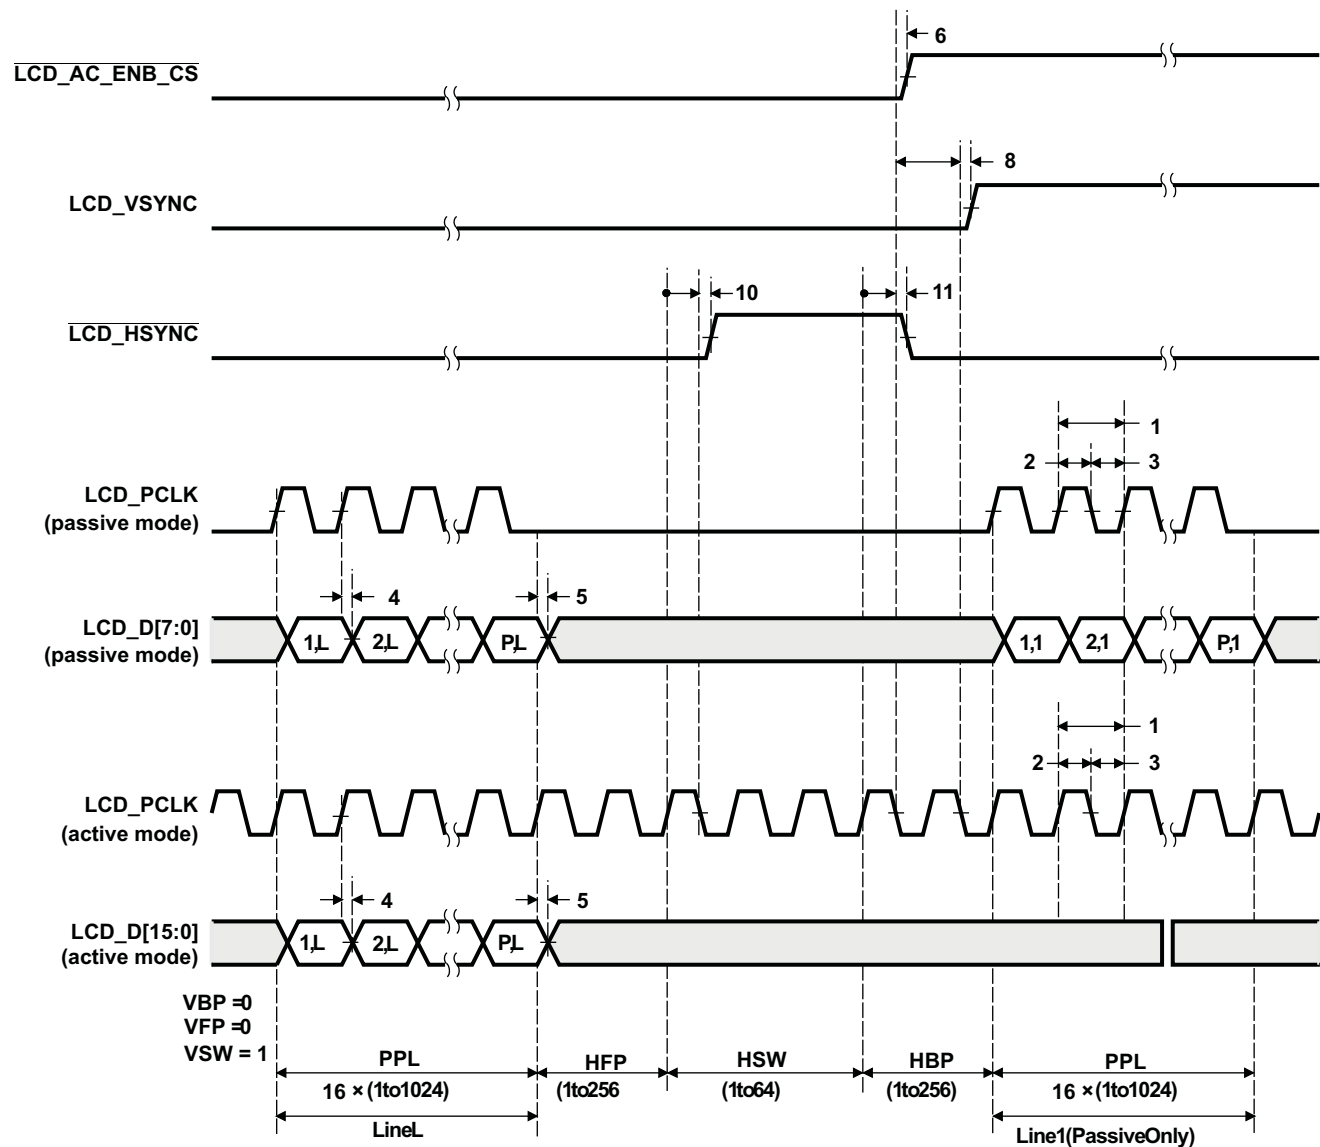 6
LCD_AC_ENB_CS
8
LCD_VSYNC
10
11
LCD_HSYNC
1
2
3
LCD_PCLK
(passive mode)
4
5
LCD_D[7:0]
(passive mode)
1,L
2,L
P,L
1,1
2,1
P,1
1
2
3
LCD_PCLK
(active mode)
4
5
LCD_D[15:0]
(active mode)
1,L
2,L
P,L
VBP =0
VFP =0
VSW = 1
PPL
HFP
HSW
HBP
PPL
16 × (1to1024)
(1to256
(1to64)
(1to256)
16 × (1to1024)
LineL
Line1(PassiveOnly)